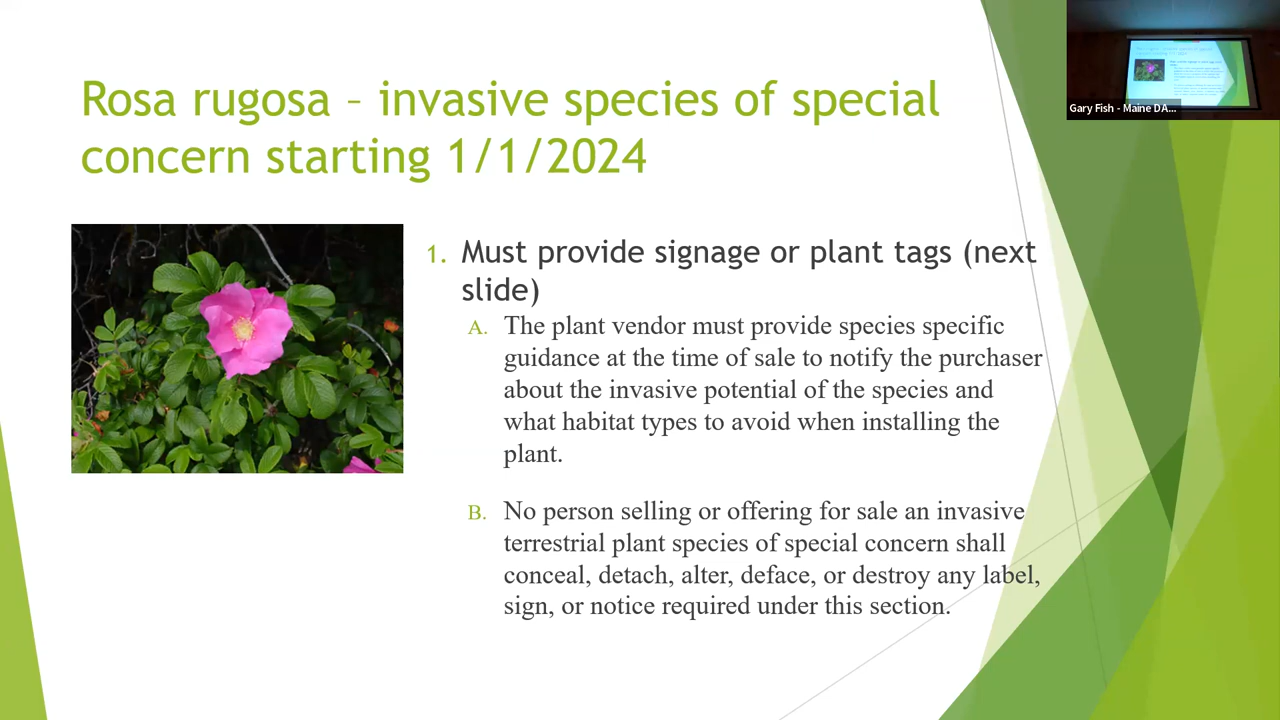 Rosa rugosa – invasive species of special
concern starting 1/1/2024
1. Must provide signage or plant tags (next
slide)
A. The plant vendor must provide species specific
guidance at the time of sale to notify the purchaser
about the invasive potential of the species and
what habitat types to avoid when installing the
plant.
B. No person selling or offering for sale an invasive
terrestrial plant species of special concern shall
conceal, detach, alter, deface, or destroy any label,
sign, or notice required under this section.
Gary Fish - Maine DA...